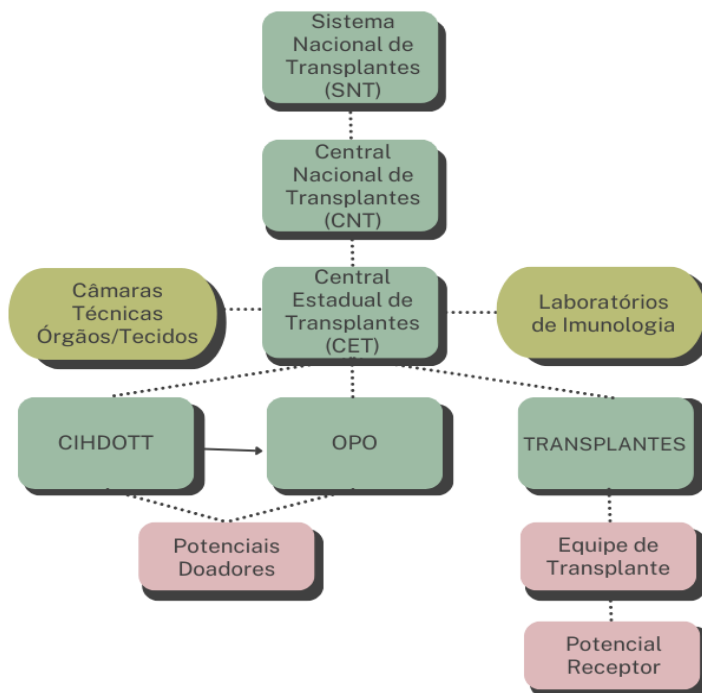 Sistema
Nacional de
Transplantes
(SNT)
Central
Nacional de
Transplantes
(CNT)
Câmaras
Técnicas
Órgãos/Tecidos
Central
Estadual de
Transplantes
(CET)
Laboratórios
de Imunologia
CIHDOTT
OPO
TRANSPLANTES
Potenciais
Doadores
Equipe de
Transplante
Potencial
Receptor